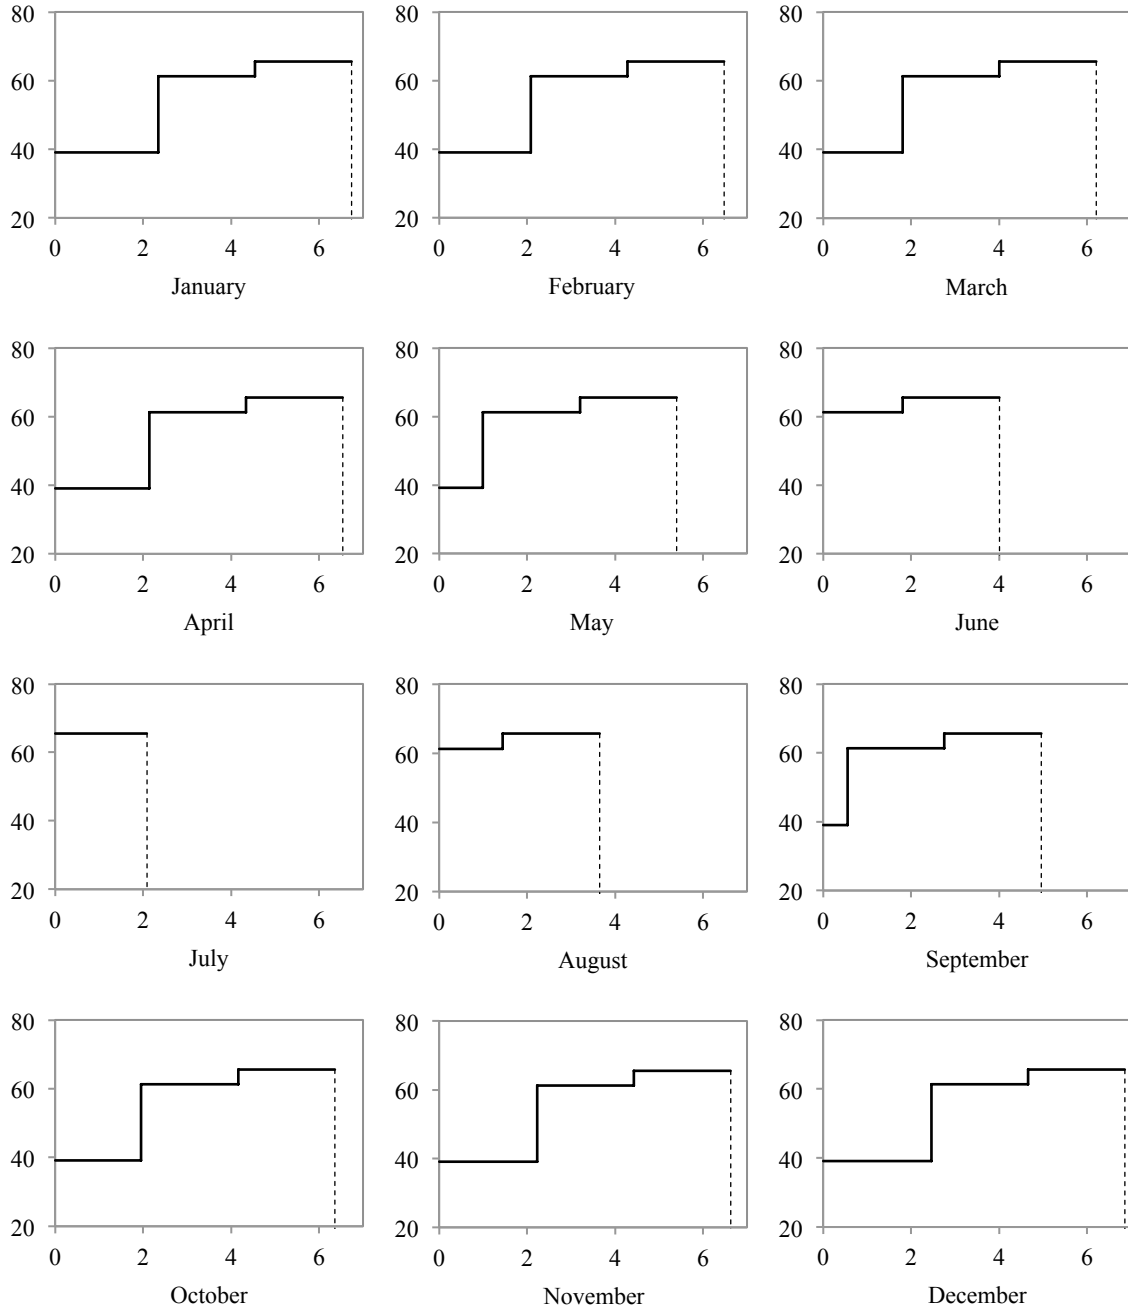 80 80 80
60 60 60
40 40 40
20 20 20
0 2 4 6 0 2 4 6 0 2 4 6
January February March
80 80 80
60 60 60
40 40 40
20 20 20
0 2 4 6 0 2 4 6 0 2 4 6
April May June
80 80 80
60 60 60
40 40 40
20 20 20
0 2 4 6 0 2 4 6 0 2 4 6
July August September
80 80 80
60 60 60
40 40 40
20 20 20
0 2 4 6 0 2 4 6 0 2 4 6
October November December